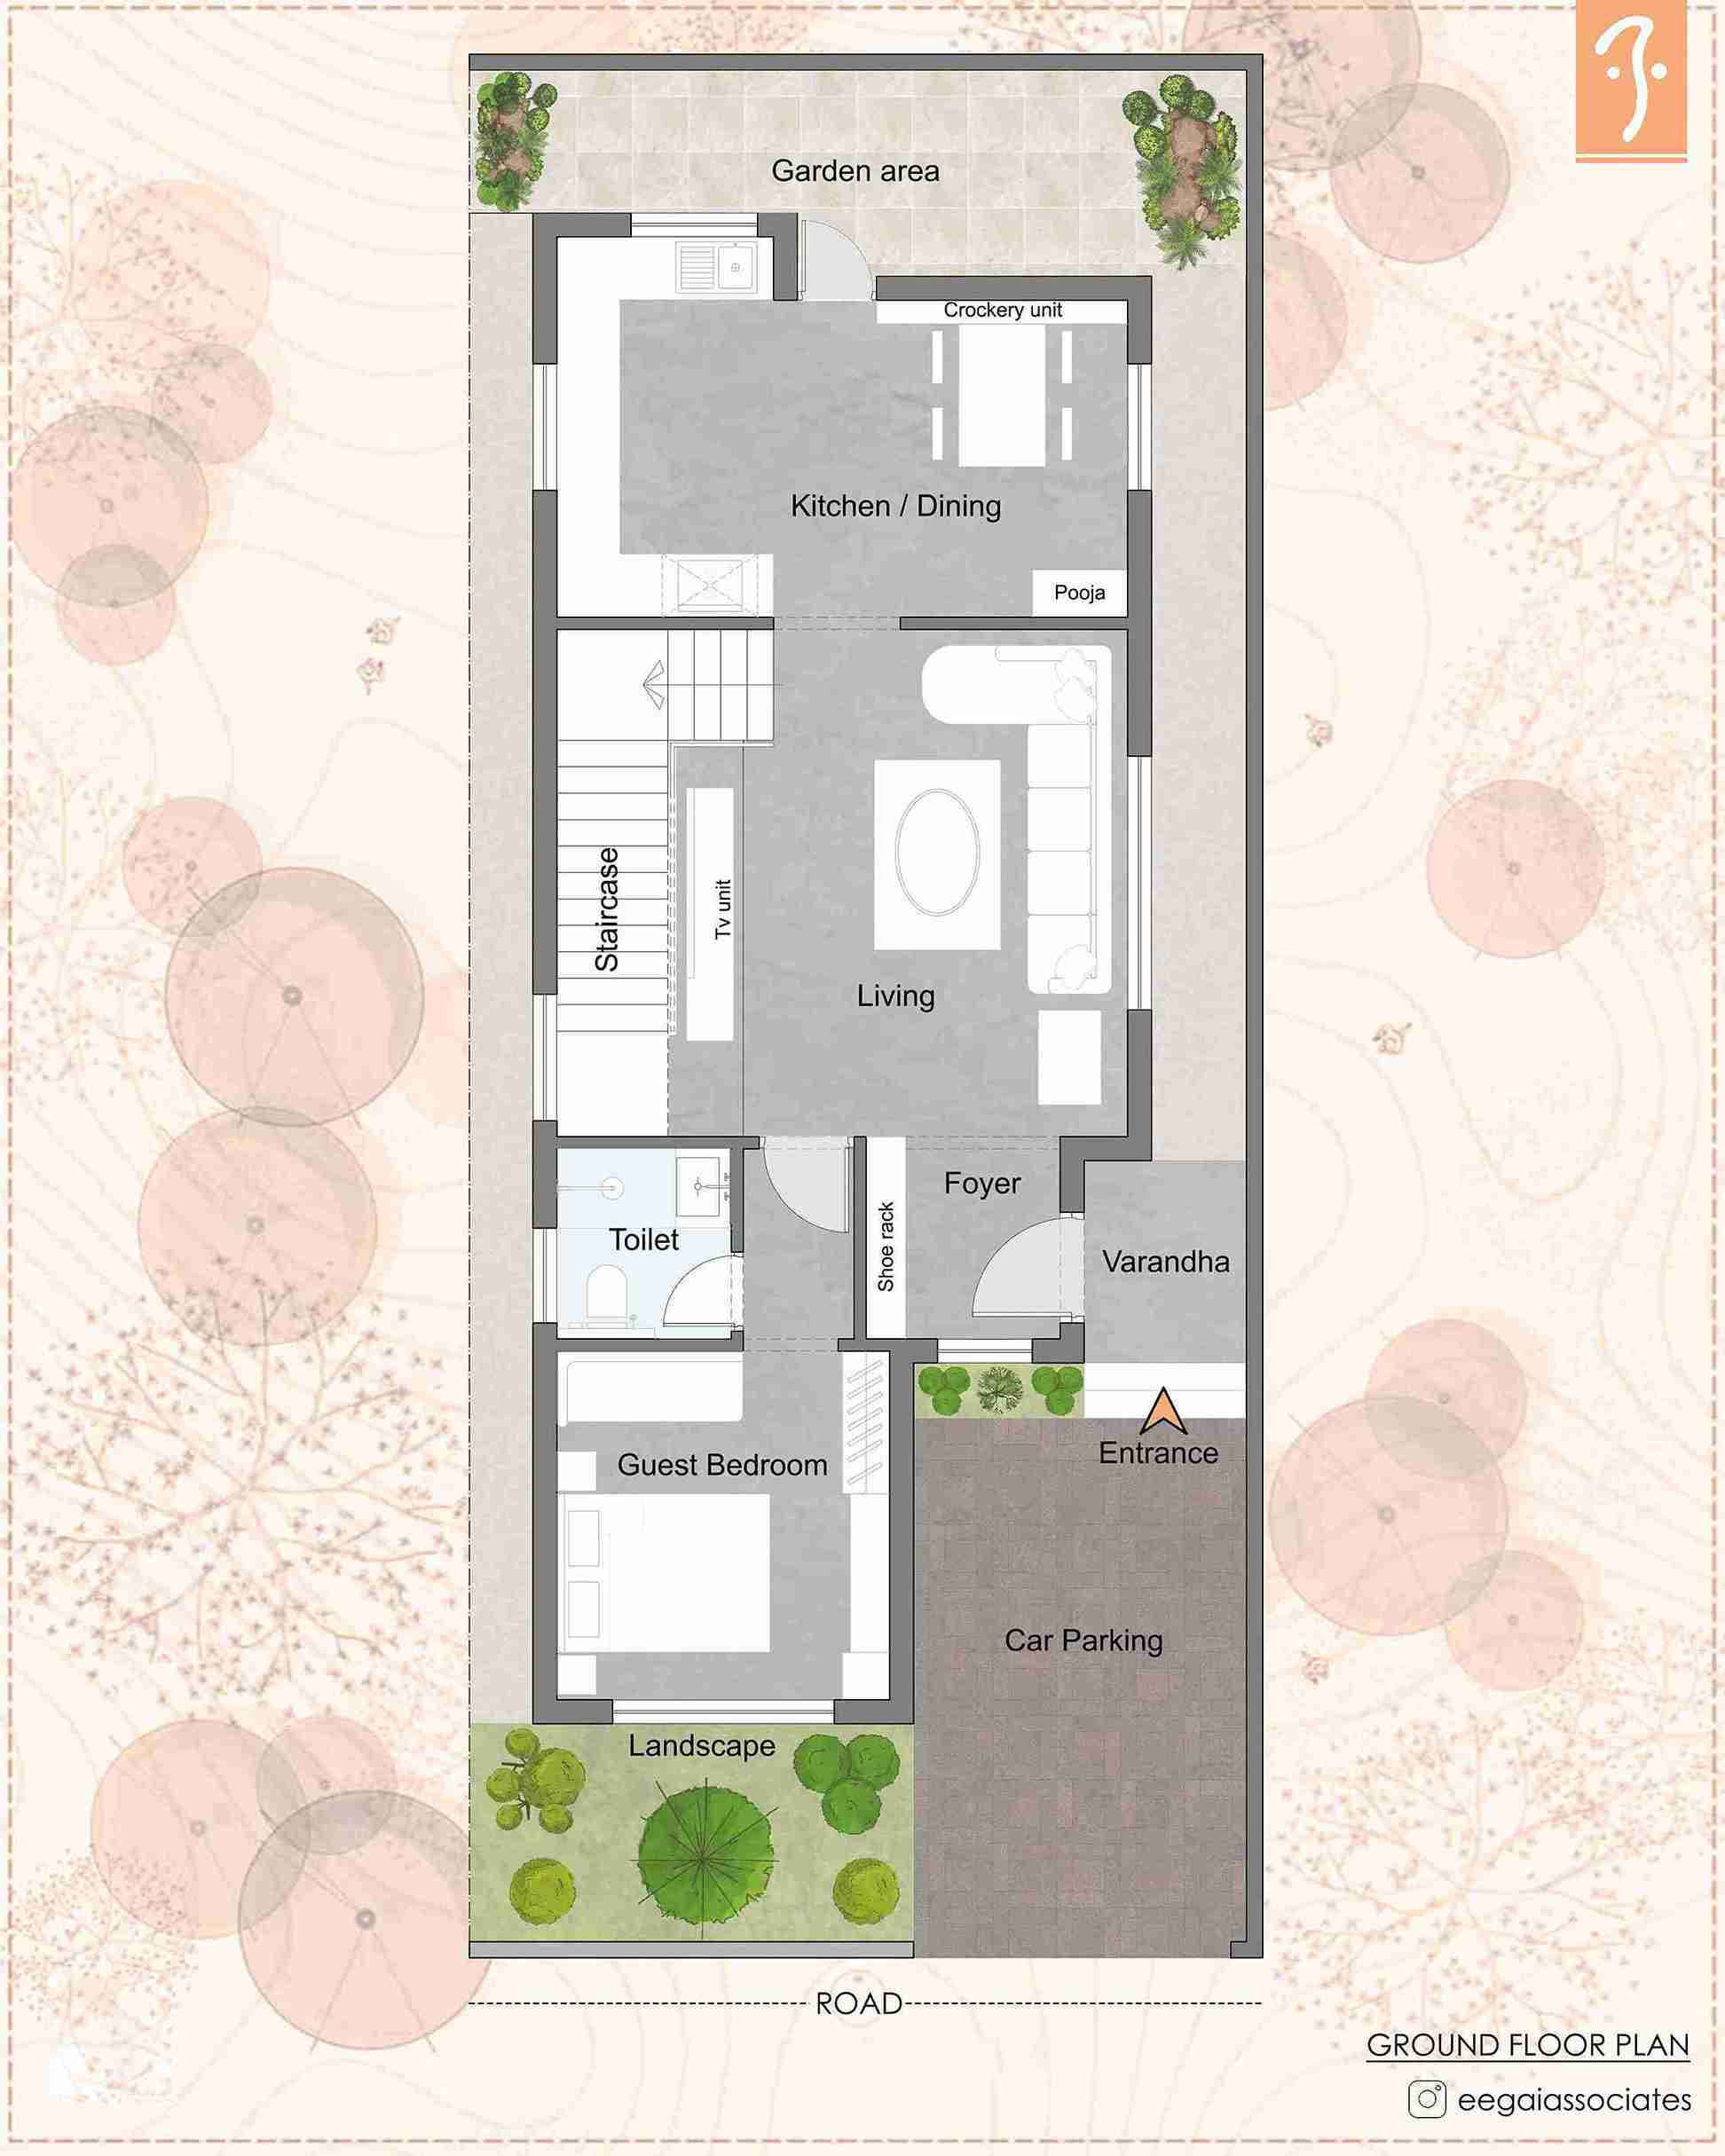 Garden area
Crockery unit
Kitchen / Dining
Pooja
Staircase
Tv unit
Living
Foyer
Shoe rack
Toilet
Varandha
Entrance
Guest Bedroom
Car Parking
Landscape
ROAD
GROUND FLOOR PLAN
eegaiassociates